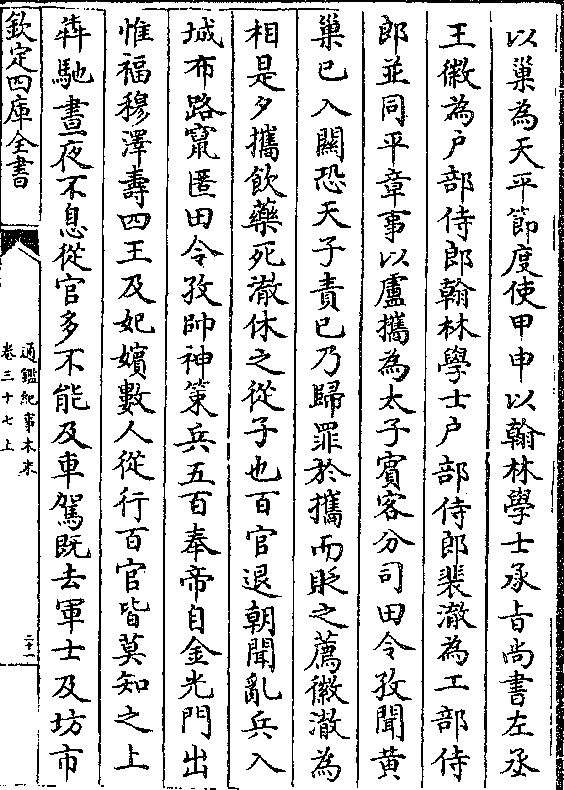 以巢為天平節度使甲申以翰林學士承㫖尚書左丞
王徽為户部侍郎翰林學士户部侍郎裴澈為工部侍
郎並同平章事以盧攜為太子賓客分司田令孜聞黄
巢已入關恐天子責已乃歸罪於攜而貶之薦徽澈為
相是夕攜飲藥死澈休之從子也百官退朝聞亂兵入
城布路竄匿田令孜帥神策兵五百奉帝自金光門出
惟福穆澤壽四王及妃嬪數人從行百官皆莫知之上
犇馳晝夜不息從官多不能及車駕既去軍士及坊市
欽定四庫全書
通鑑紀事本末
卷三十七上
二十二